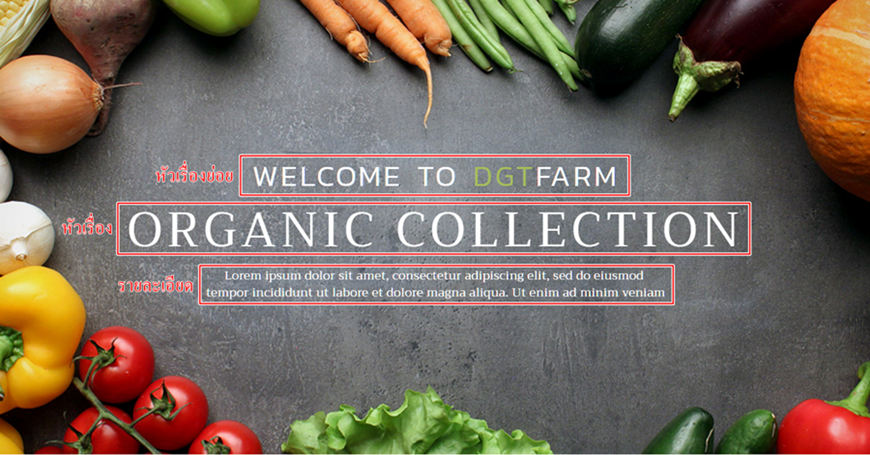 หัวเรื่องย่อย WELCOME TO DGTFARM
หัวเรื่อง ORGANIC COLLECTION
รายละเอียด Lorem ipsum dolor sit amet, consectetur adipiscing elit, sed do eiusmod
tempor incididunt ut labore et dolore magna aliqua. Ut enim ad minim veniam